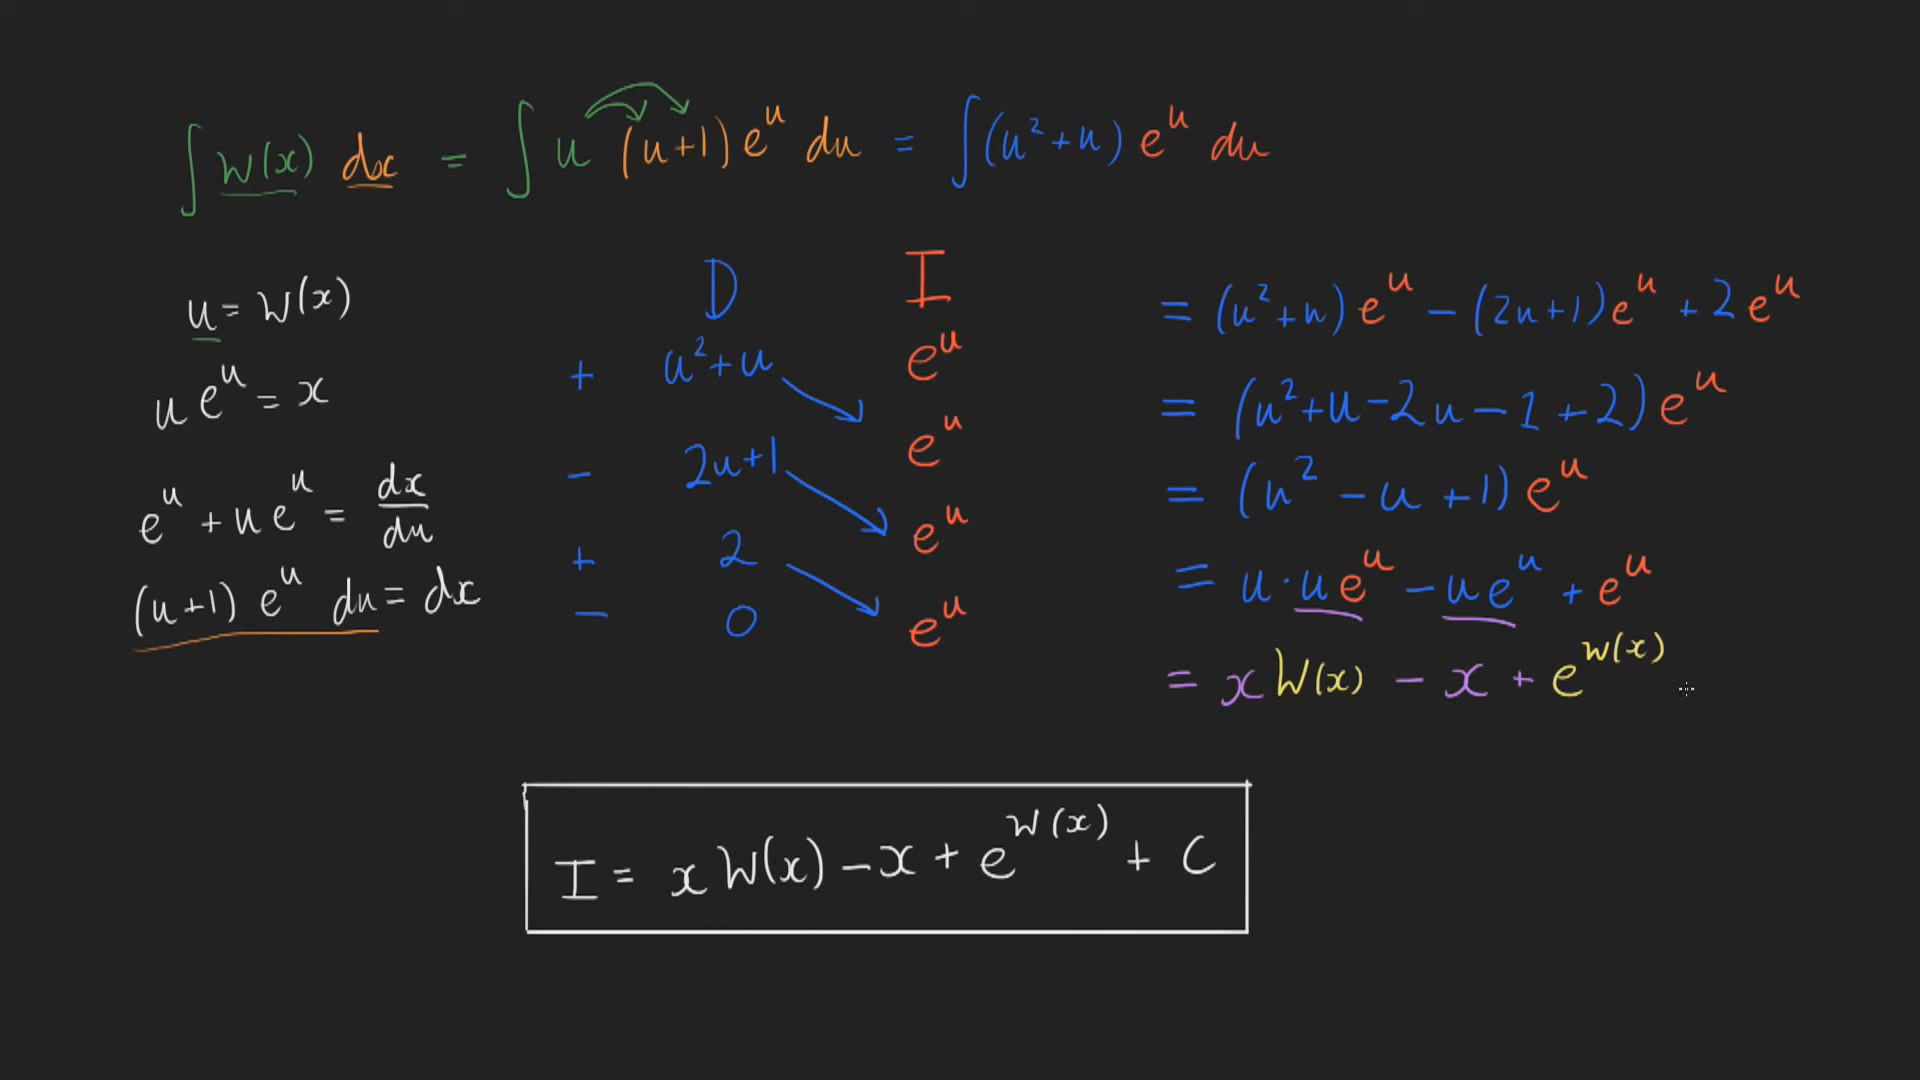 ∫ W(x) dx = ∫ u (u+1) e^u du = ∫ (u² + u) e^u du
u = W(x)
u e^u = x
e^u + u e^u = dx/du
(u+1) e^u du = dx
D I
+ u² + u e^u
- 2u+1 e^u
+ 2 e^u
- 0 e^u
= (u² + u) e^u - (2u+1) e^u + 2 e^u
= (u² + u - 2u - 1 + 2) e^u
= (u² - u + 1) e^u
= u · u e^u - u e^u + e^u
= x W(x) - x + e^W(x)
I = x W(x) - x + e^W(x) + C